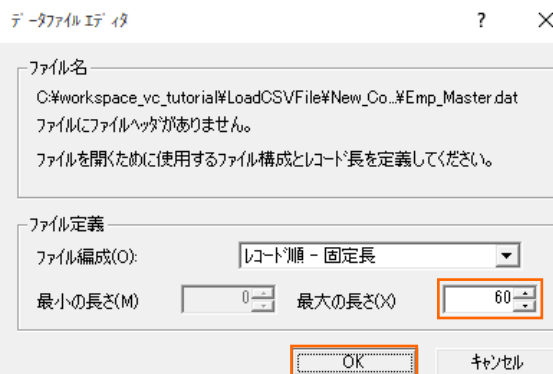 データファイル エディタ ? ×
ファイル名
C:¥workspace_vc_tutorial¥LoadCSVFile¥New_Co..¥Emp_Master.dat
ファイルにファイルヘッダがありません。
ファイルを開くために使用するファイル構成とレコード長を定義してください。
ファイル定義
ファイル編成(O): レコード順 - 固定長
最小の長さ(M) 0 最大の長さ(X) 60
OK キャンセル